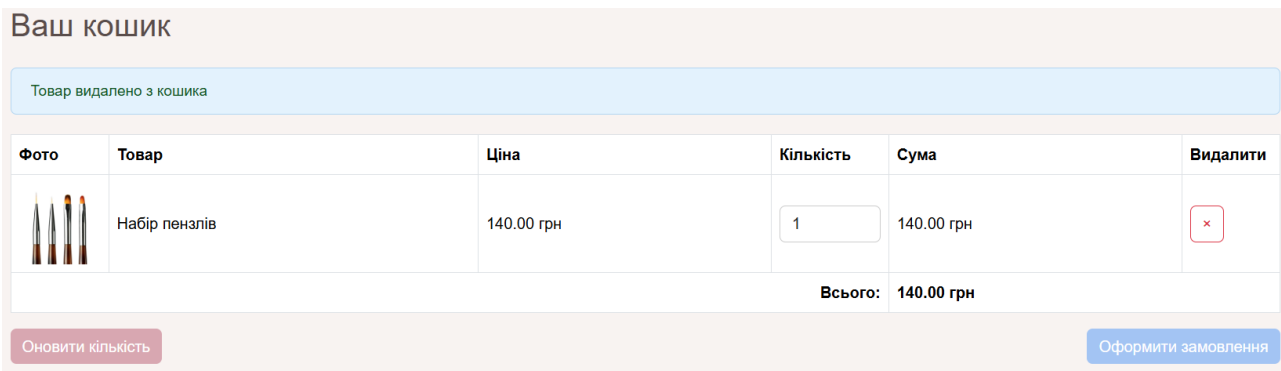 Ваш кошик
Товар видалено з кошика
Фото Товар Ціна Кількість Сума Видалити
Набір пензлів 140.00 грн 1 140.00 грн ×
Всього: 140.00 грн
Оновити кількість Оформити замовлення